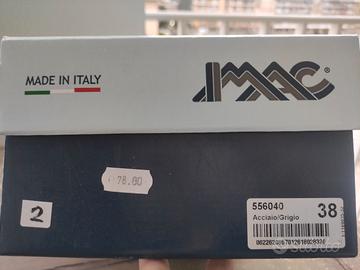 MADE IN ITALY
IMAC®
78.00
2
556040
Acciaio/Grigio
38